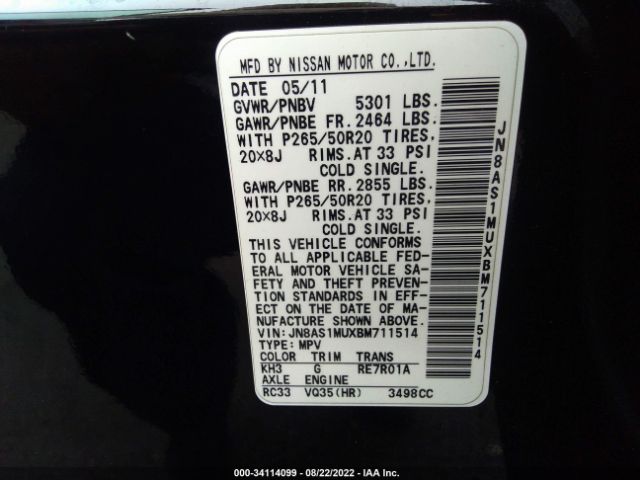 MFD BY NISSAN MOTOR CO.,LTD.
DATE 05/11
GVWR/PNBV 5301 LBS.
GAWR/PNBE FR. 2464 LBS.
WITH P265/50R20 TIRES,
20×8J RIMS.AT 33 PSI
COLD SINGLE.
GAWR/PNBE RR. 2855 LBS.
WITH P265/50R20 TIRES,
20×8J RIMS.AT 33 PSI
COLD SINGLE.
THIS VEHICLE CONFORMS
TO ALL APPLICABLE FED-
ERAL MOTOR VEHICLE SA-
FETY AND THEFT PREVEN-
TION STANDARDS IN EFF-
ECT ON THE DATE OF MA-
NUFACTURE SHOWN ABOVE.
VIN: JN8AS1MUXBM711514
TYPE: MPV
COLOR TRIM TRANS
KH3 G RE7R01A
AXLE ENGINE
RC33 VQ35(HR) 3498CC
JN8AS1MUXBM711514
000-34114099 - 08/22/2022 - IAA Inc.